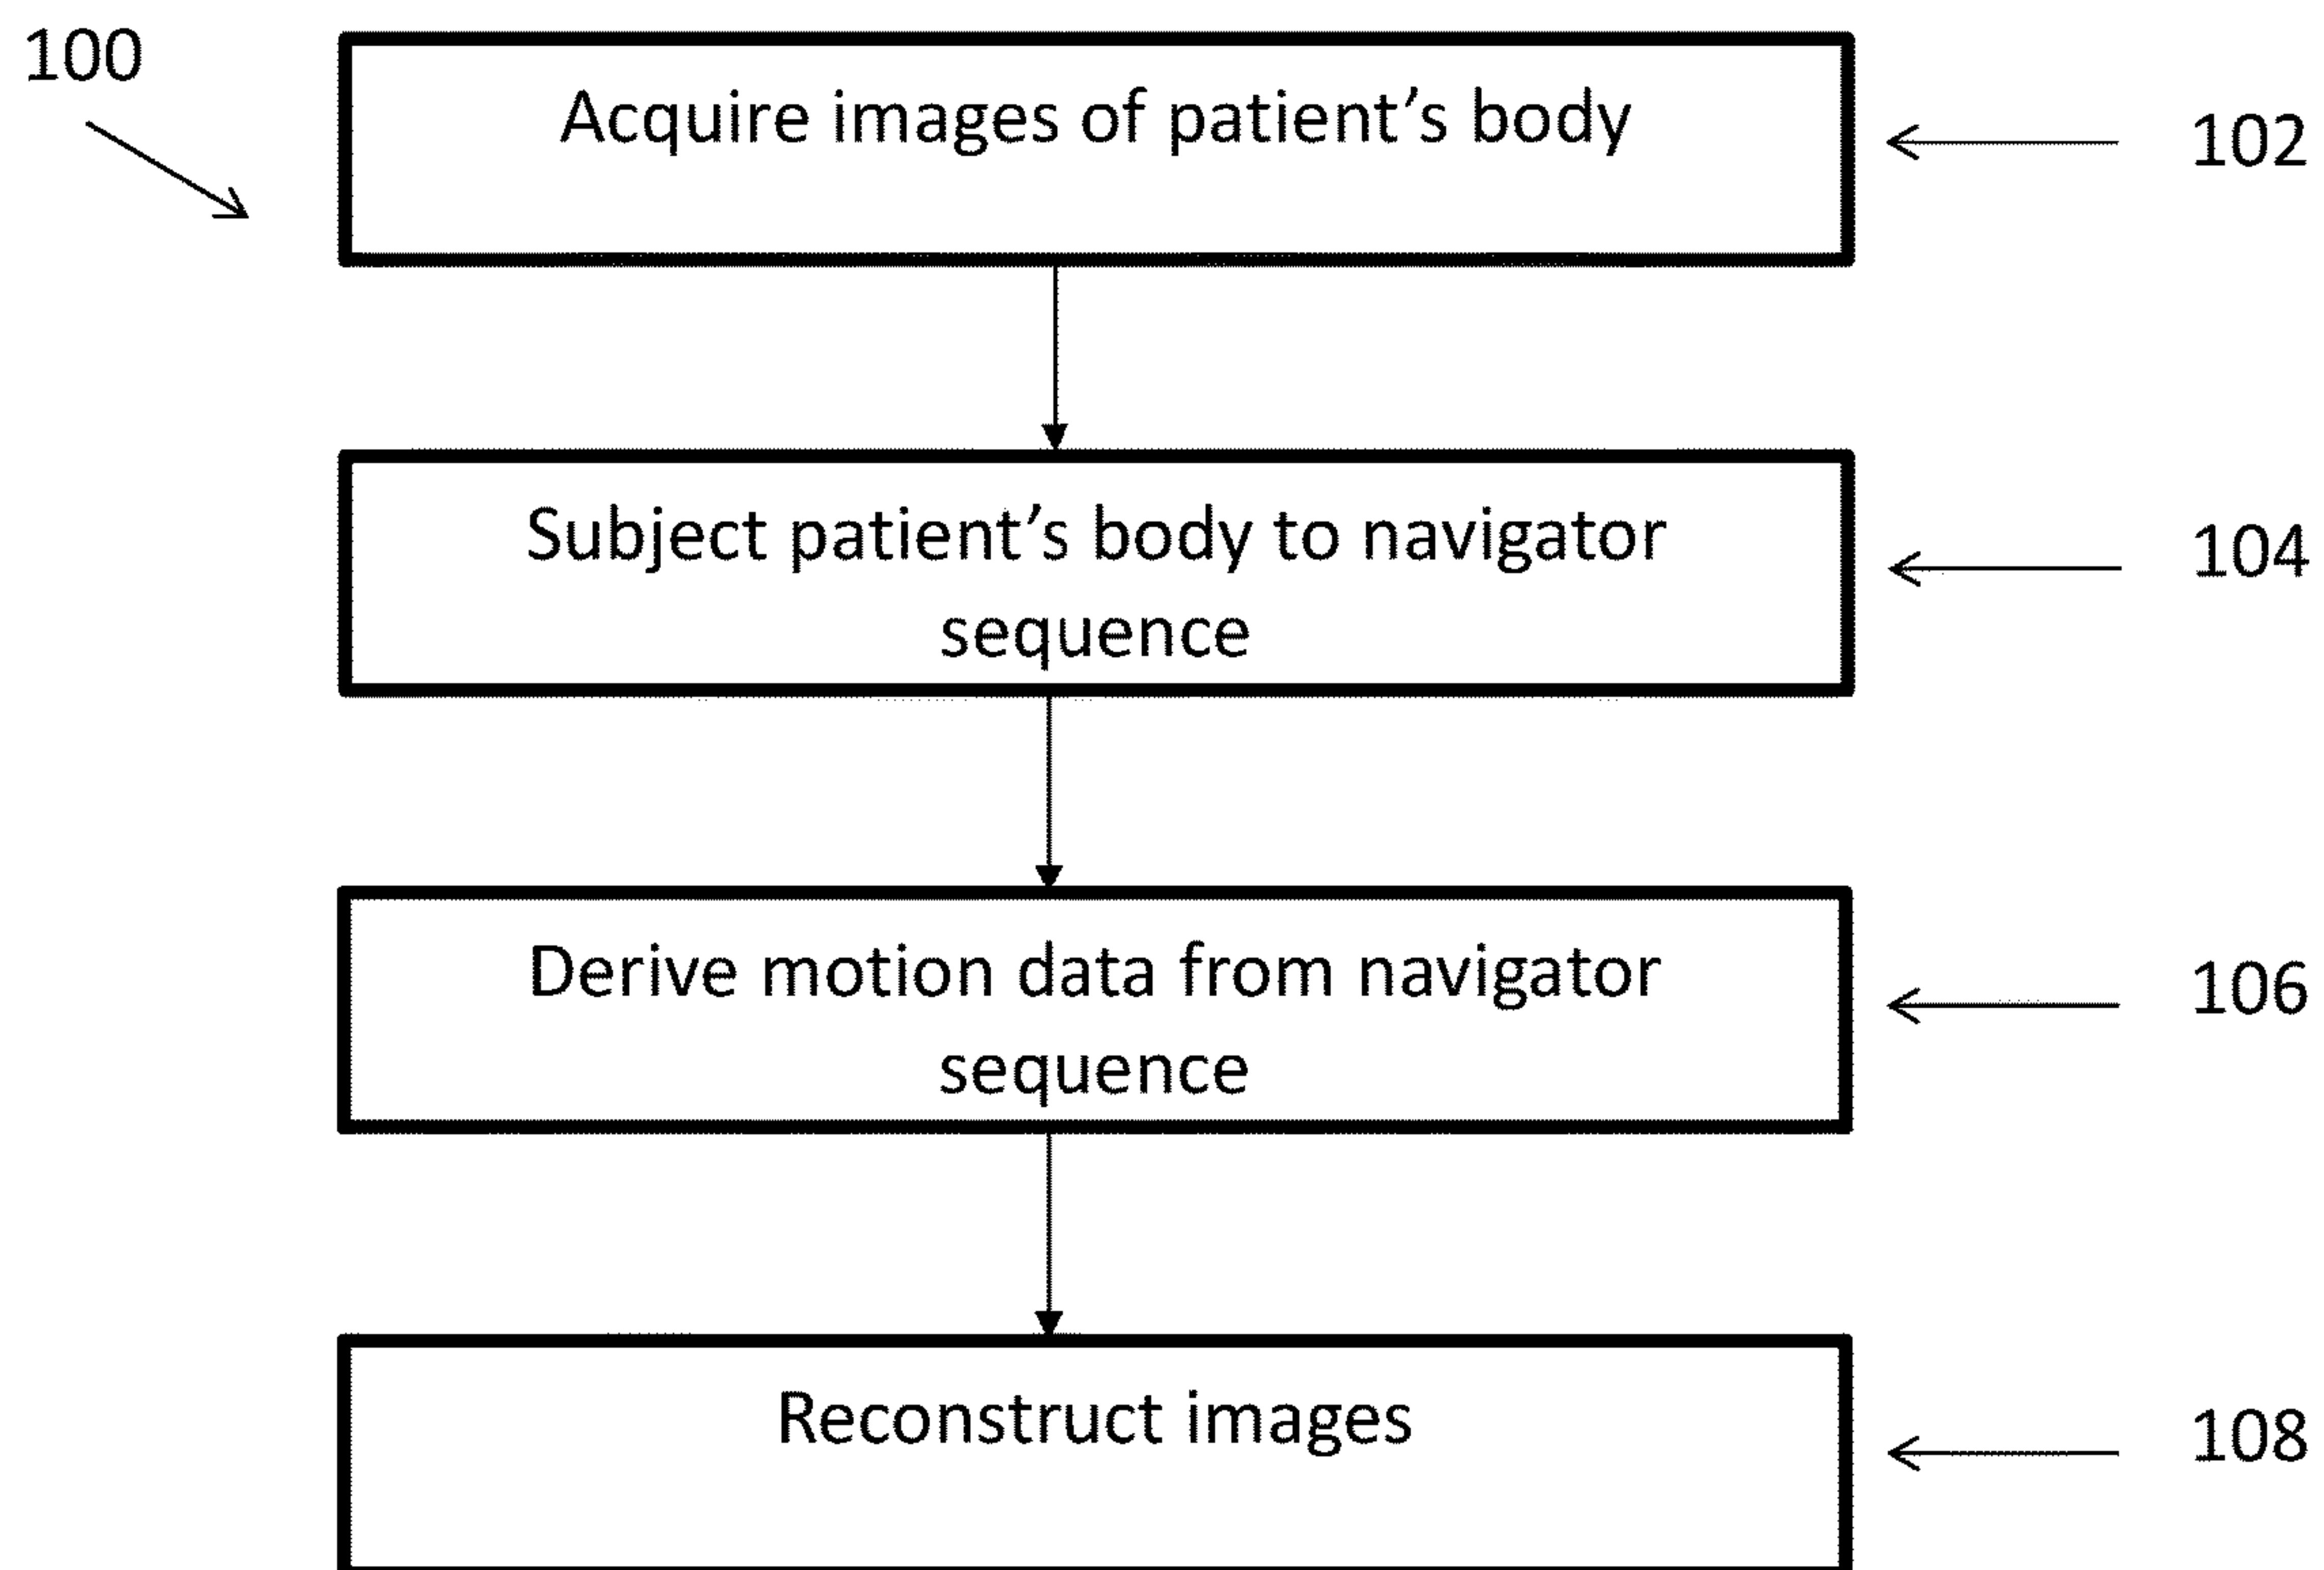 100
Acquire images of patient’s body
102
Subject patient’s body to navigator
sequence
104
Derive motion data from navigator
sequence
106
Reconstruct images
108